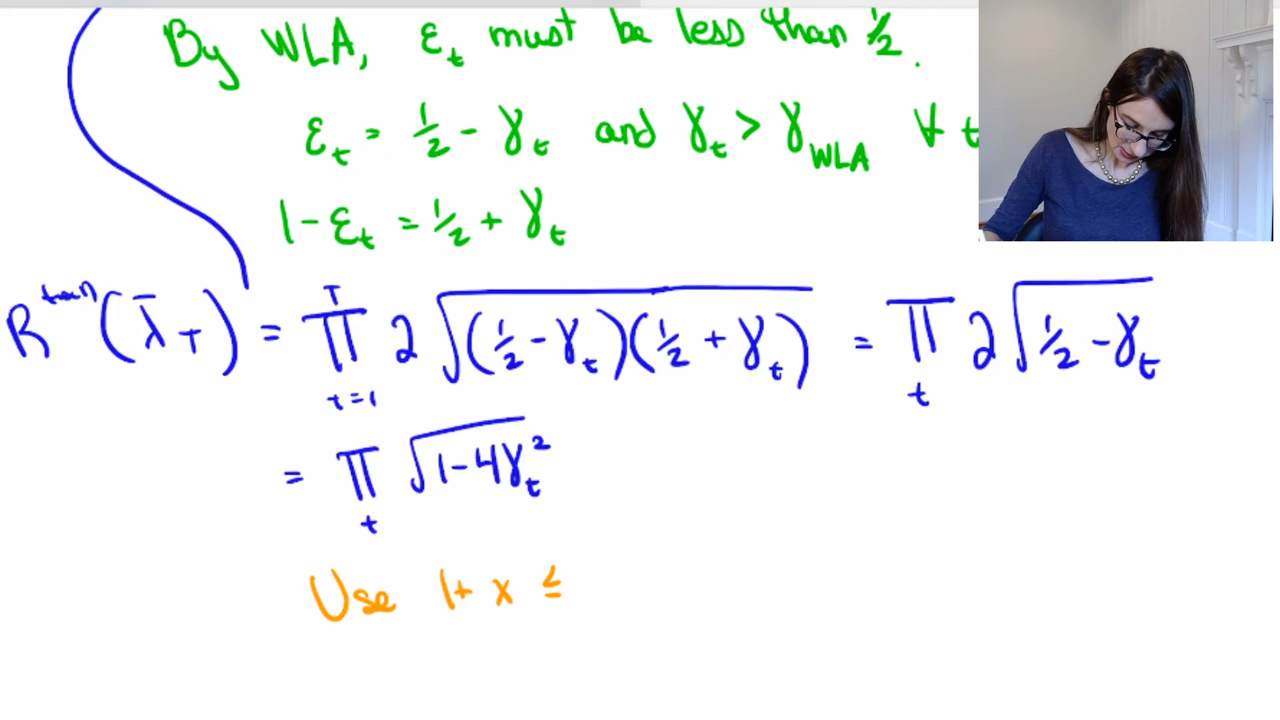 By WLA, εₜ must be less than ½.
εₜ = ½ - γₜ and γₜ > γ_WLA ∀ t
1 - εₜ = ½ + γₜ
R^train(λ̄_T) = ∏_{t=1}^{T} 2 √((½ - γₜ)(½ + γₜ)) = ∏_t 2 √(½ - γₜ)
= ∏_t √(1 - 4γₜ²)
Use 1 + x ≤